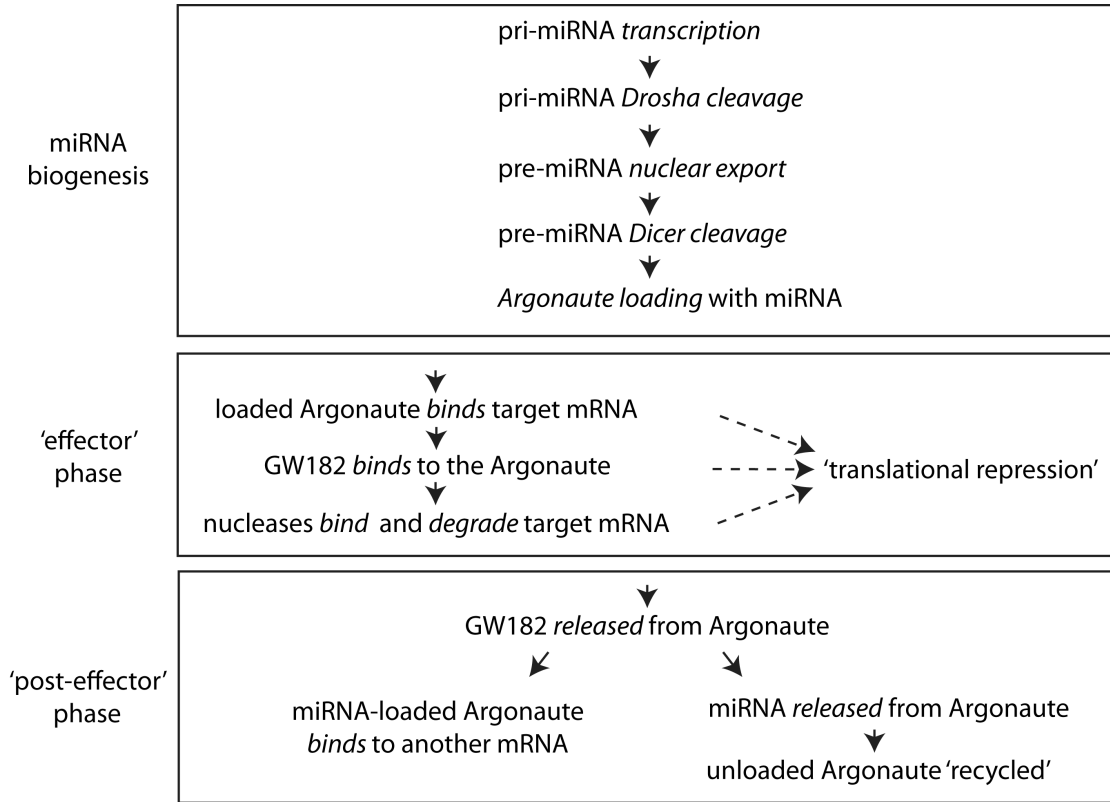 pri-miRNA transcription
pri-miRNA Drosha cleavage
miRNA
biogenesis
pre-miRNA nuclear export
pre-miRNA Dicer cleavage
Argonaute loading with miRNA
‘effector’
phase
loaded Argonaute binds target mRNA
GW182 binds to the Argonaute
nucleases bind and degrade target mRNA
‘translational repression’
‘post-effector’
phase
GW182 released from Argonaute
miRNA-loaded Argonaute
binds to another mRNA
miRNA released from Argonaute
unloaded Argonaute ‘recycled’